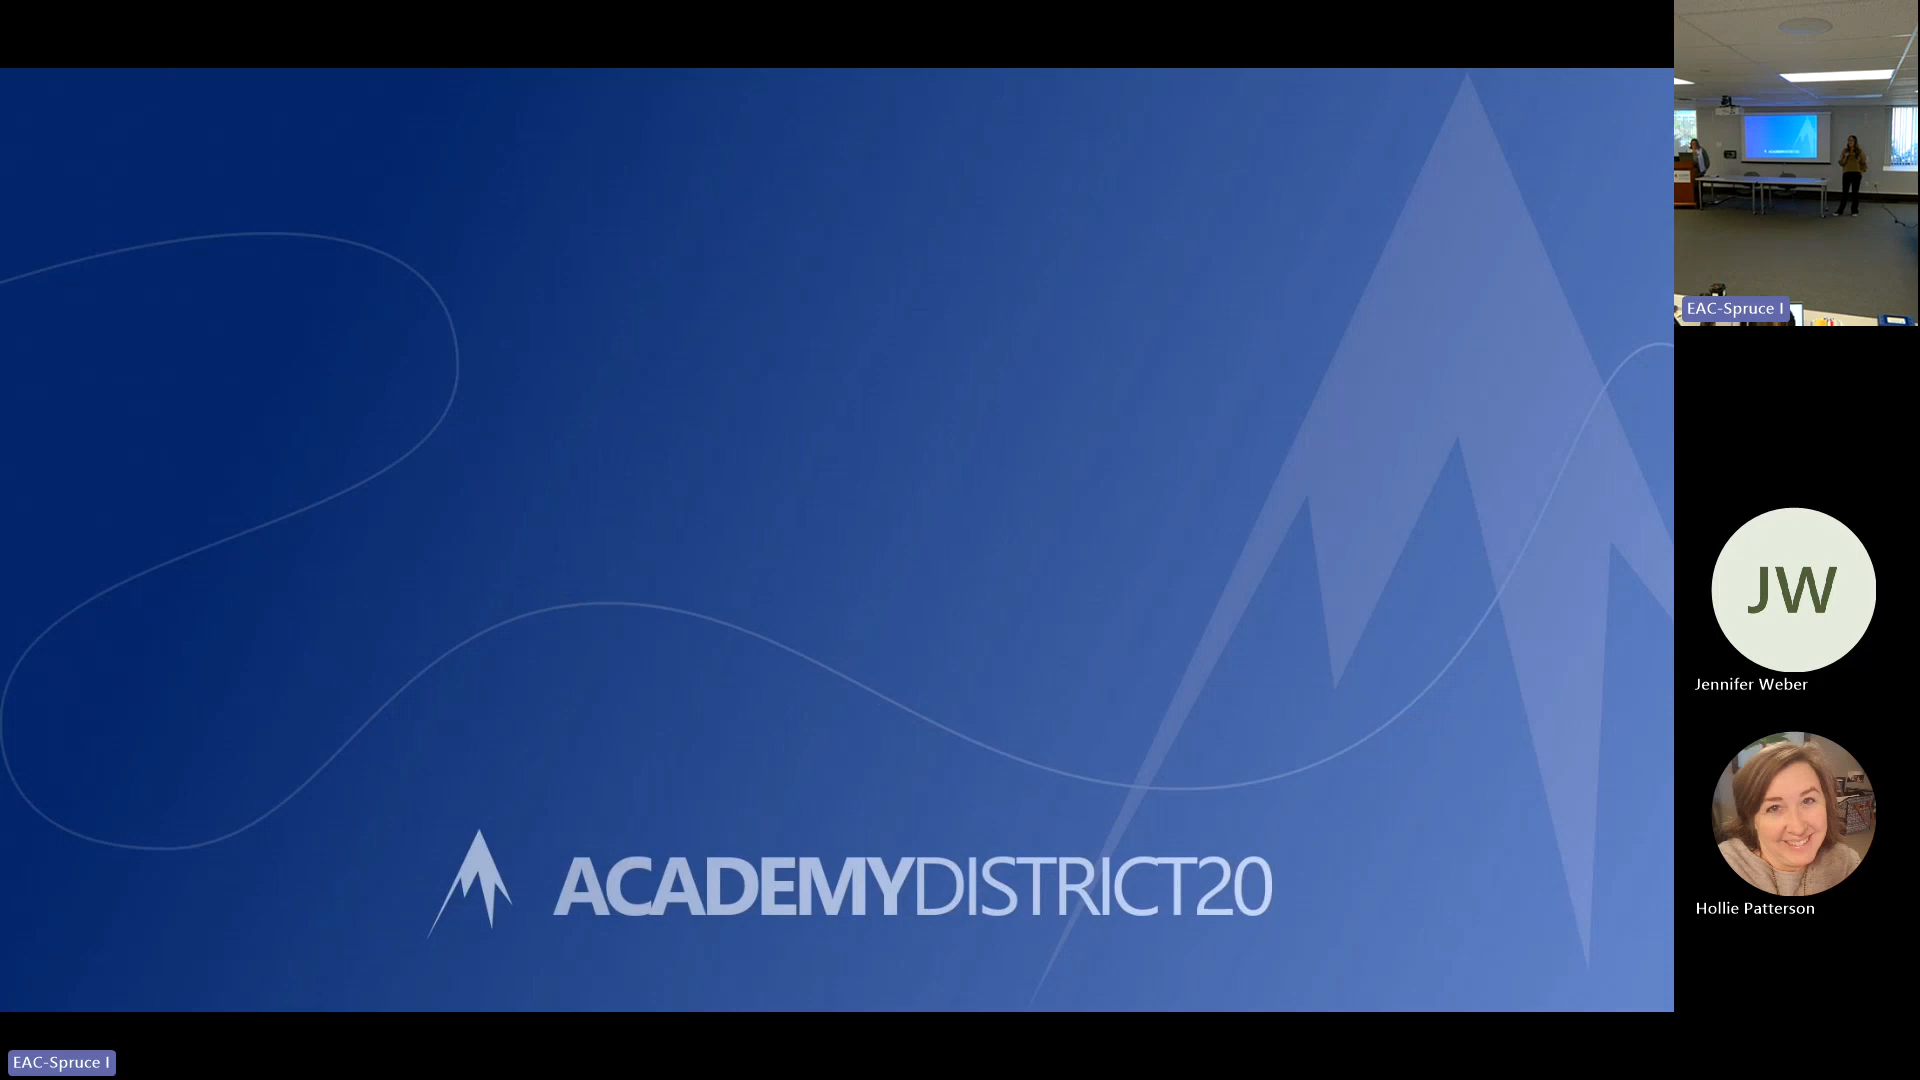 ACADEMYDISTRICT20
EAC-Spruce I
JW
Jennifer Weber
Hollie Patterson
EAC-Spruce I